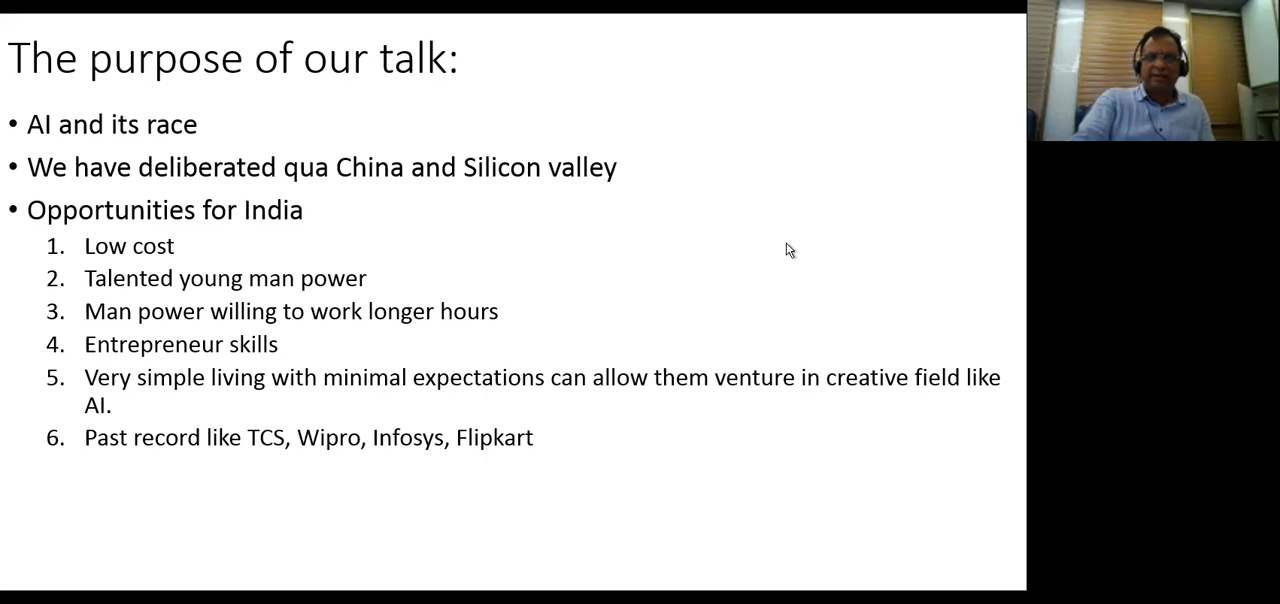 The purpose of our talk:
• AI and its race
• We have deliberated qua China and Silicon valley
• Opportunities for India
1. Low cost
2. Talented young man power
3. Man power willing to work longer hours
4. Entrepreneur skills
5. Very simple living with minimal expectations can allow them venture in creative field like
AI.
6. Past record like TCS, Wipro, Infosys, Flipkart